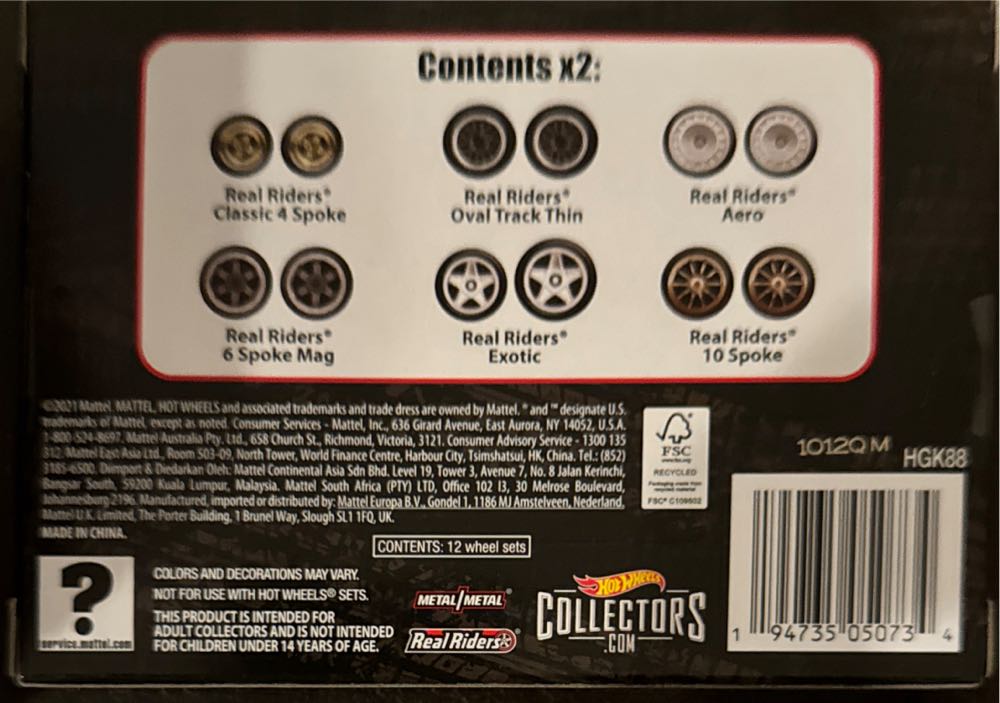 Contents x2:
Real Riders®
Classic 4 Spoke
Real Riders®
Oval Track Thin
Real Riders®
Aero
Real Riders®
6 Spoke Mag
Real Riders®
Exotic
Real Riders®
10 Spoke
©2021 Mattel. MATTEL, HOT WHEELS and associated trademarks and trade dress are owned by Mattel. ® and ™ designate U.S.
trademarks of Mattel, except as noted. Consumer Services - Mattel, Inc., 636 Girard Avenue, East Aurora, NY 14052, U.S.A.
1-800-524-8697. Mattel Australia Pty. Ltd., 658 Church St., Richmond, Victoria, 3121. Consumer Advisory Service - 1300 135
312. Mattel East Asia Ltd., Room 503-09, North Tower, World Finance Centre, Harbour City, Tsimshatsui, HK, China. Tel.: (852)
3185-6500. Diimport & Diedarkan Oleh: Mattel Continental Asia Sdn Bhd. Level 19, Tower 3, Avenue 7, No. 8 Jalan Kerinchi,
Bangsar South, 59200 Kuala Lumpur, Malaysia. Mattel South Africa (PTY) LTD, Office 102 I3, 30 Melrose Boulevard,
Johannesburg 2196. Manufactured, imported or distributed by: Mattel Europa B.V., Gondel 1, 1186 MJ Amstelveen, Nederland.
Mattel U.K. Limited, The Porter Building, 1 Brunel Way, Slough SL1 1FQ, UK.
MADE IN CHINA.
FSC
www.fsc.org
RECYCLED
Packaging made from
recycled material
FSC® C109502
1012Q M
HGK88
CONTENTS: 12 wheel sets
?
service.mattel.com
COLORS AND DECORATIONS MAY VARY.
NOT FOR USE WITH HOT WHEELS® SETS.
THIS PRODUCT IS INTENDED FOR
ADULT COLLECTORS AND IS NOT INTENDED
FOR CHILDREN UNDER 14 YEARS OF AGE.
METAL/METAL
Real Riders®
HOT WHEELS
COLLECTORS
.COM
1 94735 05073 4